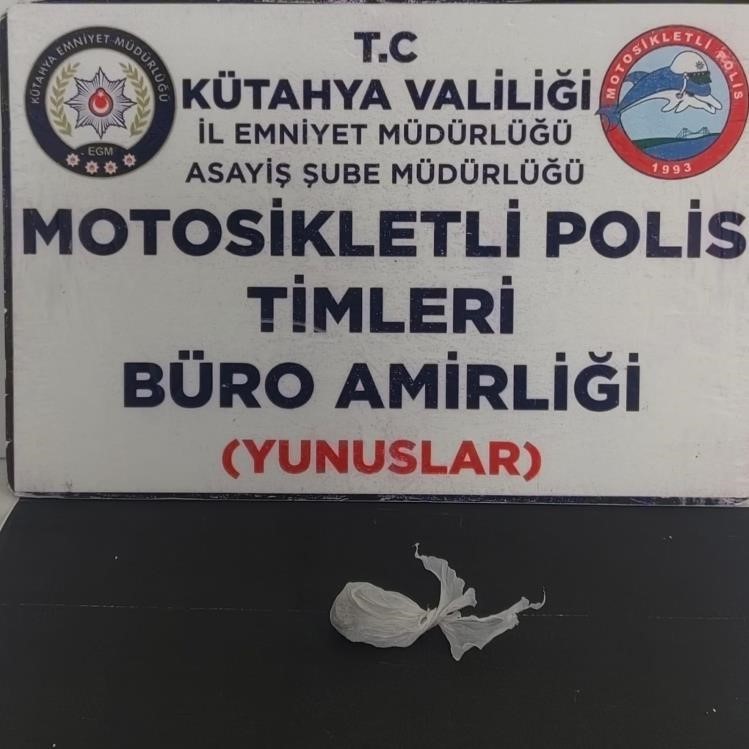 KÜTAHYA EMNİYET MÜDÜRLÜĞÜ
EGM
T.C
KÜTAHYA VALİLİĞİ
İL EMNİYET MÜDÜRLÜĞÜ
ASAYİŞ ŞUBE MÜDÜRLÜĞÜ
MOTOSİKLETLİ POLİS
1993
MOTOSİKLETLİ POLİS
TİMLERİ
BÜRO AMİRLİĞİ
(YUNUSLAR)